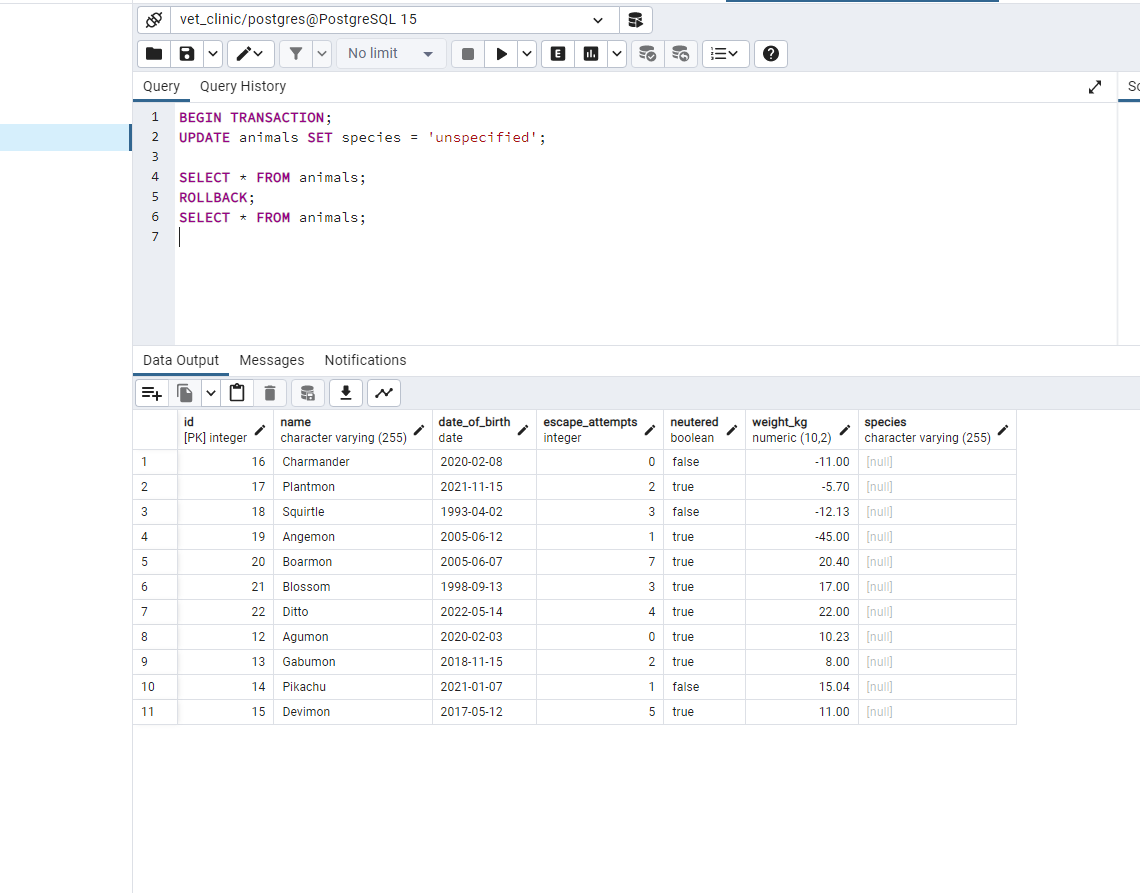 vet_clinic/postgres@PostgreSQL 15
No limit E
Query Query History Sc
1 BEGIN TRANSACTION;
2 UPDATE animals SET species = 'unspecified';
3
4 SELECT * FROM animals;
5 ROLLBACK;
6 SELECT * FROM animals;
7
Data Output Messages Notifications
id name date_of_birth escape_attempts neutered weight_kg species
[PK] integer character varying (255) date integer boolean numeric (10,2) character varying (255)
1 16 Charmander 2020-02-08 0 false -11.00 [null]
2 17 Plantmon 2021-11-15 2 true -5.70 [null]
3 18 Squirtle 1993-04-02 3 false -12.13 [null]
4 19 Angemon 2005-06-12 1 true -45.00 [null]
5 20 Boarmon 2005-06-07 7 true 20.40 [null]
6 21 Blossom 1998-09-13 3 true 17.00 [null]
7 22 Ditto 2022-05-14 4 true 22.00 [null]
8 12 Agumon 2020-02-03 0 true 10.23 [null]
9 13 Gabumon 2018-11-15 2 true 8.00 [null]
10 14 Pikachu 2021-01-07 1 false 15.04 [null]
11 15 Devimon 2017-05-12 5 true 11.00 [null]